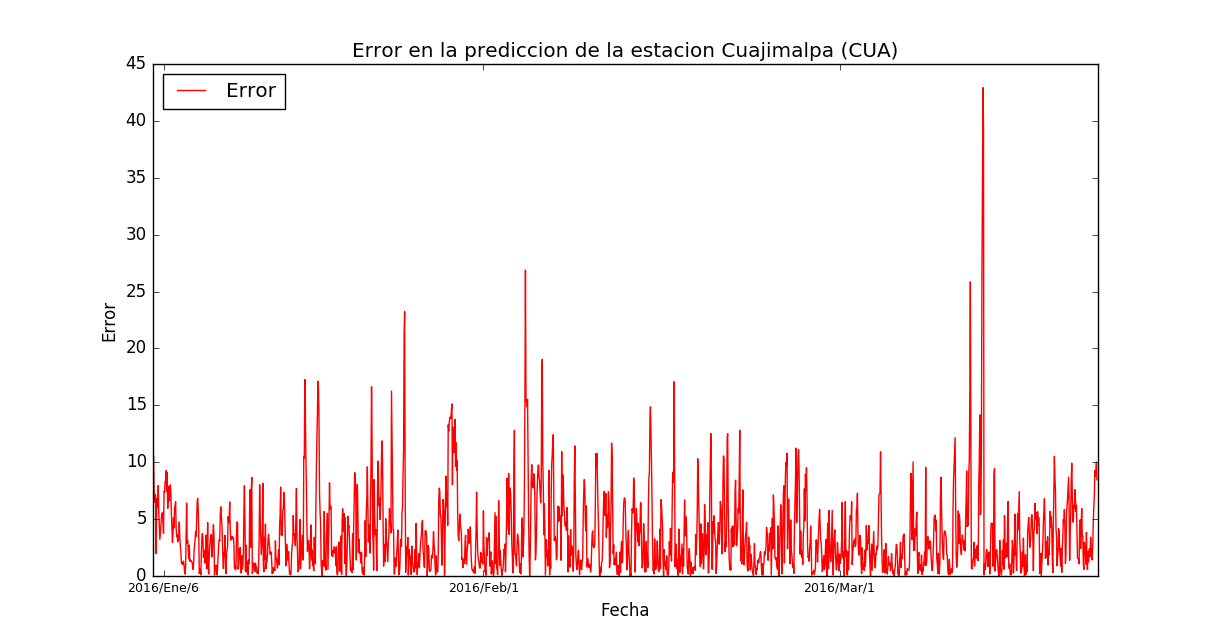 Error en la prediccion de la estacion Cuajimalpa (CUA)
Error
45
40
35
30
25
20
15
10
5
0
Error
2016/Ene/6
2016/Feb/1
2016/Mar/1
Fecha